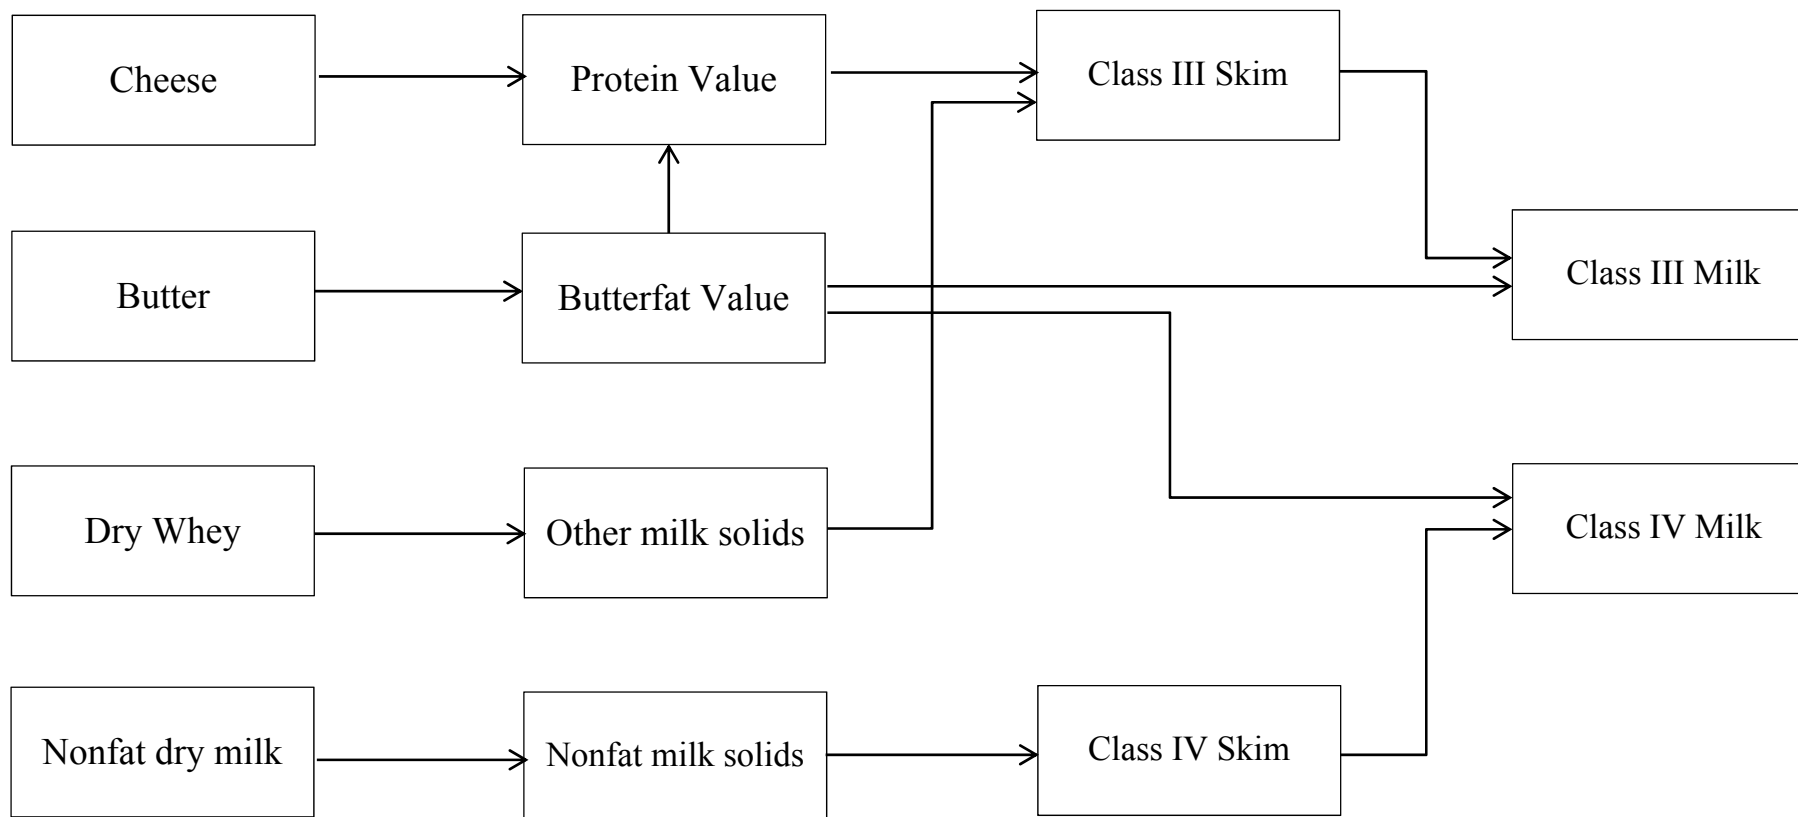 Cheese
Protein Value
Class III Skim
Butter
Butterfat Value
Class III Milk
Dry Whey
Other milk solids
Class IV Milk
Nonfat dry milk
Nonfat milk solids
Class IV Skim